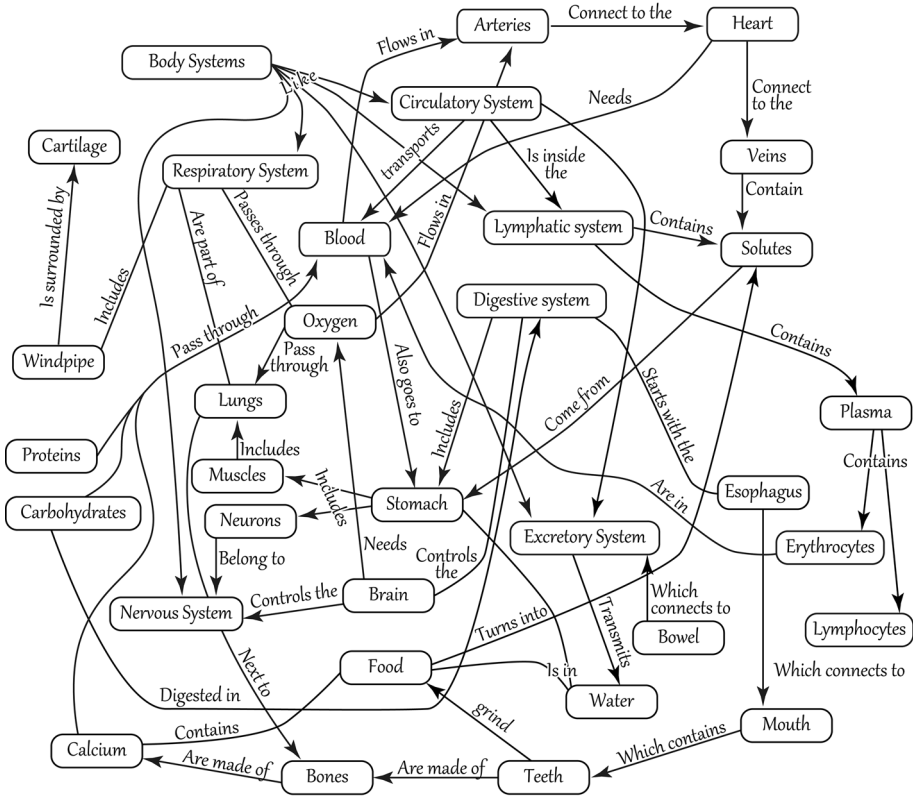 Arteries
Connect to the
Heart
Flows in
Body Systems
Like
Circulatory System
Needs
Connect
to the
Cartilage
transports
Is inside
the
Veins
Respiratory System
Contain
Is surrounded by
Passes through
Are part of
Flows in
Blood
Lymphatic system
Contains
Solutes
Includes
Digestive system
Oxygen
Pass through
Windpipe
Pass
through
Contains
Also goes to
Come from
Starts with the
Lungs
Includes
Plasma
Proteins
Includes
Muscles
Contains
Stomach
Esophagus
Carbohydrates
Neurons
Includes
Are in
Excretory System
Erythrocytes
Belong to
Needs
Controls
the
Controls the
Brain
Which
connects to
Nervous System
Turns into
Transmits
Bowel
Lymphocytes
Next to
Food
Is in
Which connects to
Digested in
Water
grind
Contains
Mouth
Calcium
Are made of
Which contains
Bones
Are made of
Teeth